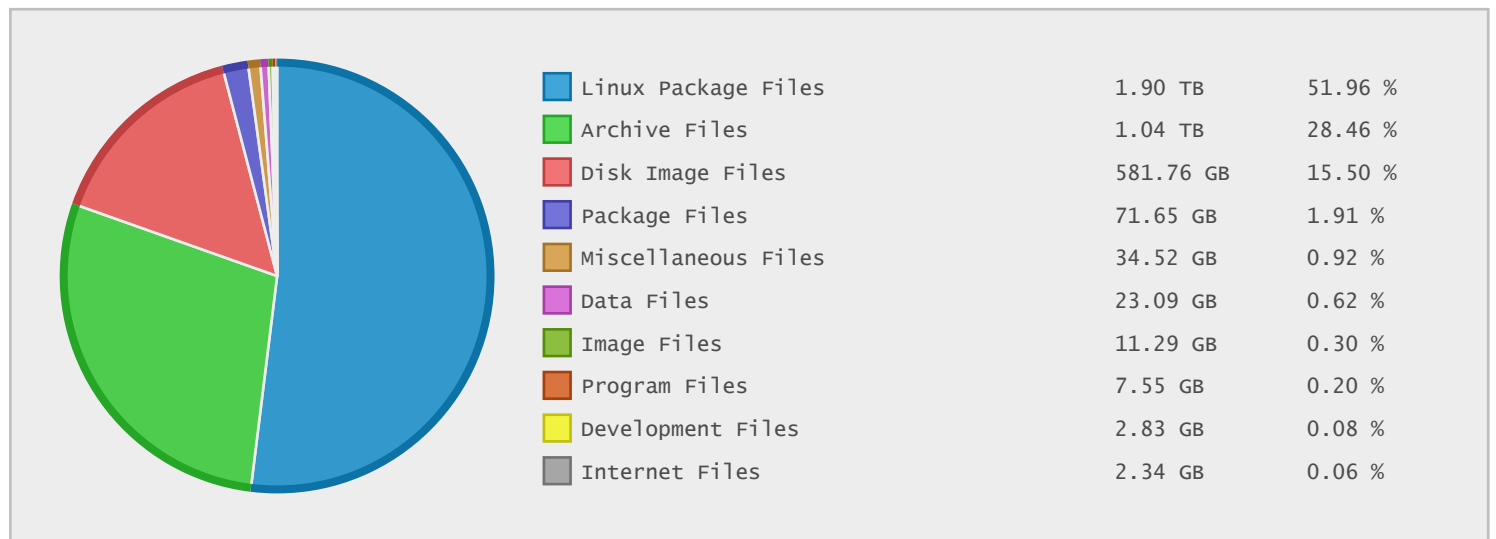 Linux Package Files 1.90 TB 51.96 %
Archive Files 1.04 TB 28.46 %
Disk Image Files 581.76 GB 15.50 %
Package Files 71.65 GB 1.91 %
Miscellaneous Files 34.52 GB 0.92 %
Data Files 23.09 GB 0.62 %
Image Files 11.29 GB 0.30 %
Program Files 7.55 GB 0.20 %
Development Files 2.83 GB 0.08 %
Internet Files 2.34 GB 0.06 %